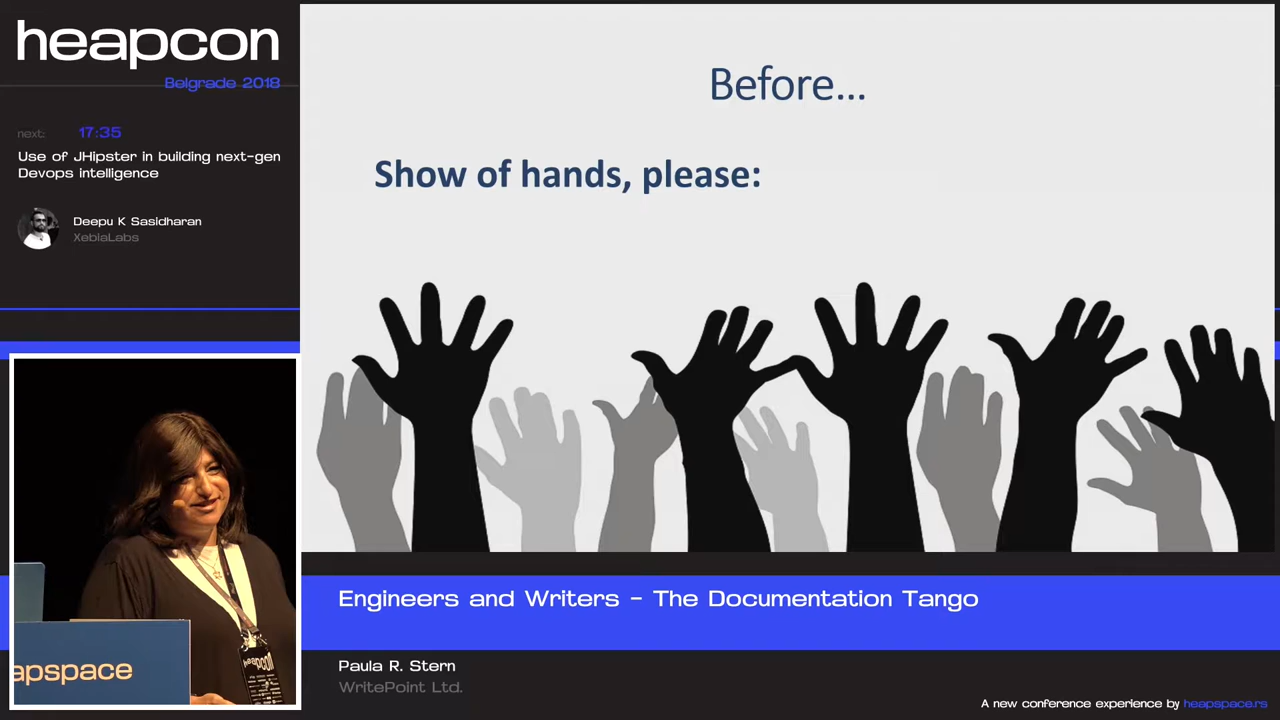 heapcon
Belgrade 2018
next: 17:35
Use of JHipster in building next-gen
Devops intelligence
Deepu K Sasidharan
XebiaLabs
Before...
Show of hands, please:
apspace
Engineers and Writers - The Documentation Tango
Paula R. Stern
WritePoint Ltd.
A new conference experience by heapspace.rs